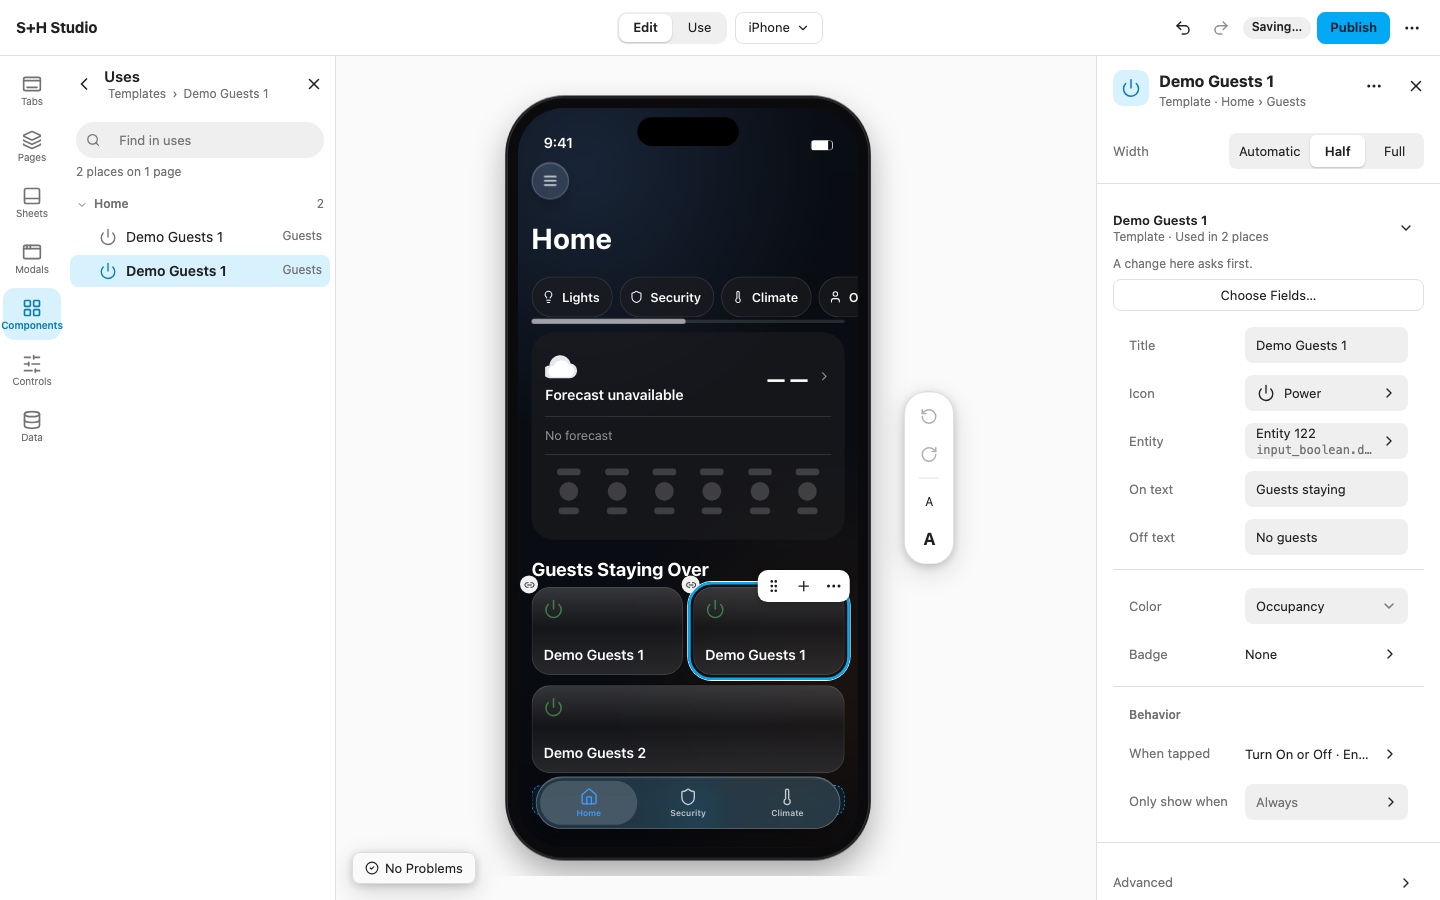 S+H Studio
Edit
Use
iPhone
Saving...
Publish
Tabs
Pages
Sheets
Modals
Components
Controls
Data
Uses
Templates › Demo Guests 1
Find in uses
2 places on 1 page
Home 2
Demo Guests 1 Guests
Demo Guests 1 Guests
9:41
Home
Lights
Security
Climate
O
Forecast unavailable
No forecast
Guests Staying Over
Demo Guests 1
Demo Guests 1
Demo Guests 2
Home
Security
Climate
A
A
No Problems
Demo Guests 1
Template · Home › Guests
Width
Automatic
Half
Full
Demo Guests 1
Template · Used in 2 places
A change here asks first.
Choose Fields...
Title Demo Guests 1
Icon Power
Entity Entity 122
input_boolean.d...
On text Guests staying
Off text No guests
Color Occupancy
Badge None
Behavior
When tapped Turn On or Off · En...
Only show when Always
Advanced